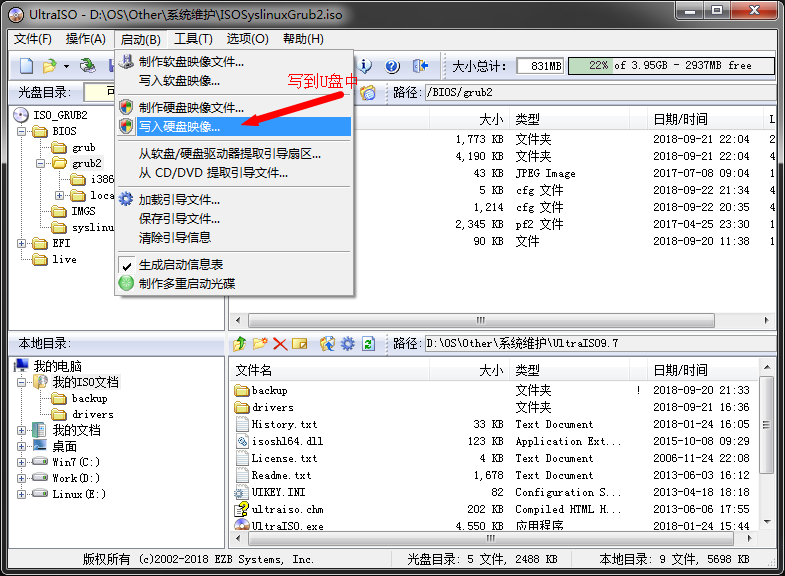 UltraISO - D:\OS\Other\系统维护\ISOSyslinuxGrub2.iso
文件(F) 操作(A) 启动(B) 工具(T) 选项(O) 帮助(H)
大小总计: 831MB 22% of 3.95GB - 2937MB free
光盘目录: 可 路径: /BIOS/grub2
制作软盘映像文件...
写入软盘映像...
写到U盘中
制作硬盘映像文件...
写入硬盘映像...
从软盘/硬盘驱动器提取引导扇区...
从 CD/DVD 提取引导文件...
加载引导文件...
保存引导文件...
清除引导信息
生成启动信息表
制作多重启动光碟
ISO_GRUB2
BIOS
grub
grub2
i386
loca
IMGS
syslinu
EFI
live
大小 类型 日期/时间 L
1,773 KB 文件夹 2018-09-21 22:04 2
4,190 KB 文件夹 2018-09-21 22:04 4
43 KB JPEG Image 2017-07-08 09:04 1
5 KB cfg 文件 2018-09-22 21:34 4
1,214 cfg 文件 2018-09-22 20:35 4
2,345 KB pf2 文件 2017-04-25 23:30 1
90 KB 文件 2018-09-20 11:38 1
本地目录: 路径: D:\OS\Other\系统维护\UltraISO9.7
我的电脑
我的ISO文档
backup
drivers
我的文档
桌面
Win7(C:)
Work(D:)
Linux(E:)
文件名 大小 类型 日期/时间
backup 文件夹 ! 2018-09-20 21:33
drivers 文件夹 2018-09-21 16:36
History.txt 33 KB Text Document 2018-01-24 16:05
isoshl64.dll 123 KB Application Ext... 2015-10-08 09:29
License.txt 4 KB Text Document 2006-11-24 22:08
Readme.txt 1,678 Text Document 2013-06-03 16:12
UIKEY.INI 82 Configuration S... 2013-04-18 18:18
ultraiso.chm 202 KB Compiled HTML H... 2013-06-06 17:55
UltraISO.exe 4,550 KB 应用程序 2018-01-24 15:44
版权所有 (c)2002-2018 EZB Systems, Inc. 光盘目录: 5 文件, 2488 KB 本地目录: 9 文件, 5698 KB